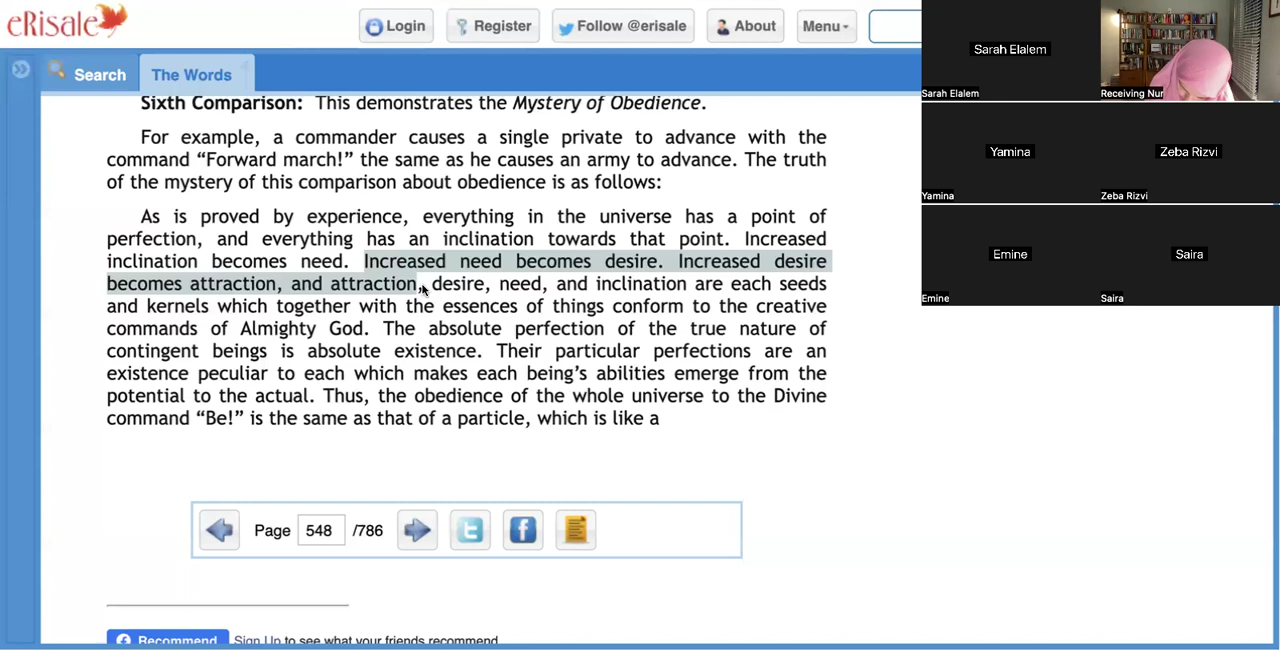 eRisale
Login
Register
Follow @erisale
About
Menu
Search
The Words
Sixth Comparison: This demonstrates the Mystery of Obedience.
For example, a commander causes a single private to advance with the
command “Forward march!” the same as he causes an army to advance. The truth
of the mystery of this comparison about obedience is as follows:
As is proved by experience, everything in the universe has a point of
perfection, and everything has an inclination towards that point. Increased
inclination becomes need. Increased need becomes desire. Increased desire
becomes attraction, and attraction, desire, need, and inclination are each seeds
and kernels which together with the essences of things conform to the creative
commands of Almighty God. The absolute perfection of the true nature of
contingent beings is absolute existence. Their particular perfections are an
existence peculiar to each which makes each being’s abilities emerge from the
potential to the actual. Thus, the obedience of the whole universe to the Divine
command “Be!” is the same as that of a particle, which is like a
Page 548 /786
Recommend Sign Up to see what your friends recommend.
Sarah Elalem
Sarah Elalem
Receiving Nur
Yamina
Zeba Rizvi
Yamina
Zeba Rizvi
Emine
Saira
Emine
Saira